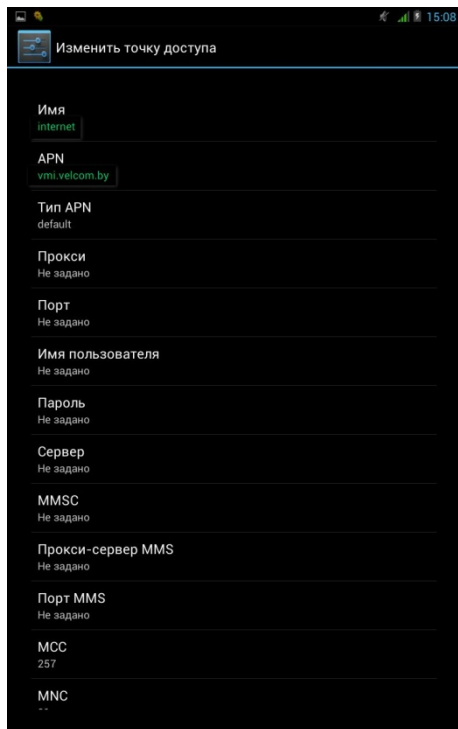 15:08
Изменить точку доступа
Имя
internet
APN
vmi.velcom.by
Тип APN
default
Прокси
Не задано
Порт
Не задано
Имя пользователя
Не задано
Пароль
Не задано
Сервер
Не задано
MMSC
Не задано
Прокси-сервер MMS
Не задано
Порт MMS
Не задано
MCC
257
MNC